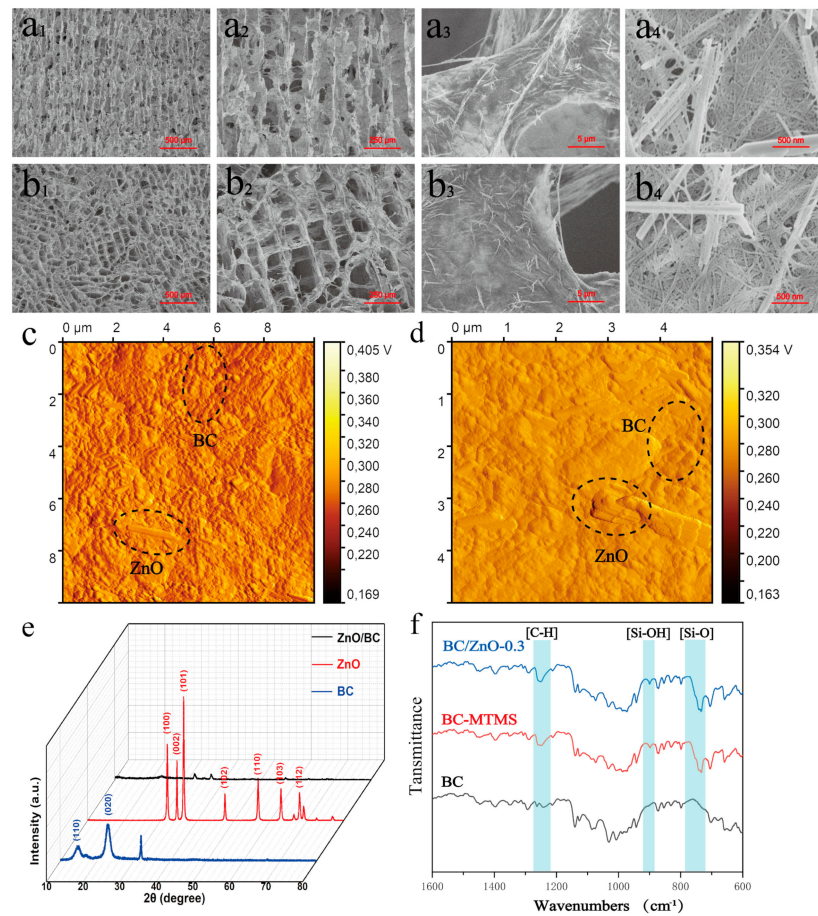 a1 a2 a3 a4
500 μm 250 μm 5 μm 500 nm
b1 b2 b3 b4
500 μm 250 μm 5 μm 500 nm
c
0 μm 2 4 6 8
0
2
4
6
8
BC
ZnO
0,405 V
0,380
0,360
0,340
0,320
0,300
0,280
0,260
0,240
0,220
0,169
d
0 μm 1 2 3 4
0
1
2
3
4
BC
ZnO
0,354 V
0,320
0,300
0,280
0,260
0,240
0,200
0,163
e
ZnO/BC
ZnO
BC
(100)
(002)
(101)
(102)
(110)
(103)
(112)
(110)
(020)
Intensity (a.u.)
10 20 30 40 50 60 70 80
2θ (degree)
f
[C-H] [Si-OH] [Si-O]
BC/ZnO-0.3
BC-MTMS
BC
Transmittance
1600 1400 1200 1000 800 600
Wavenumbers (cm⁻¹)